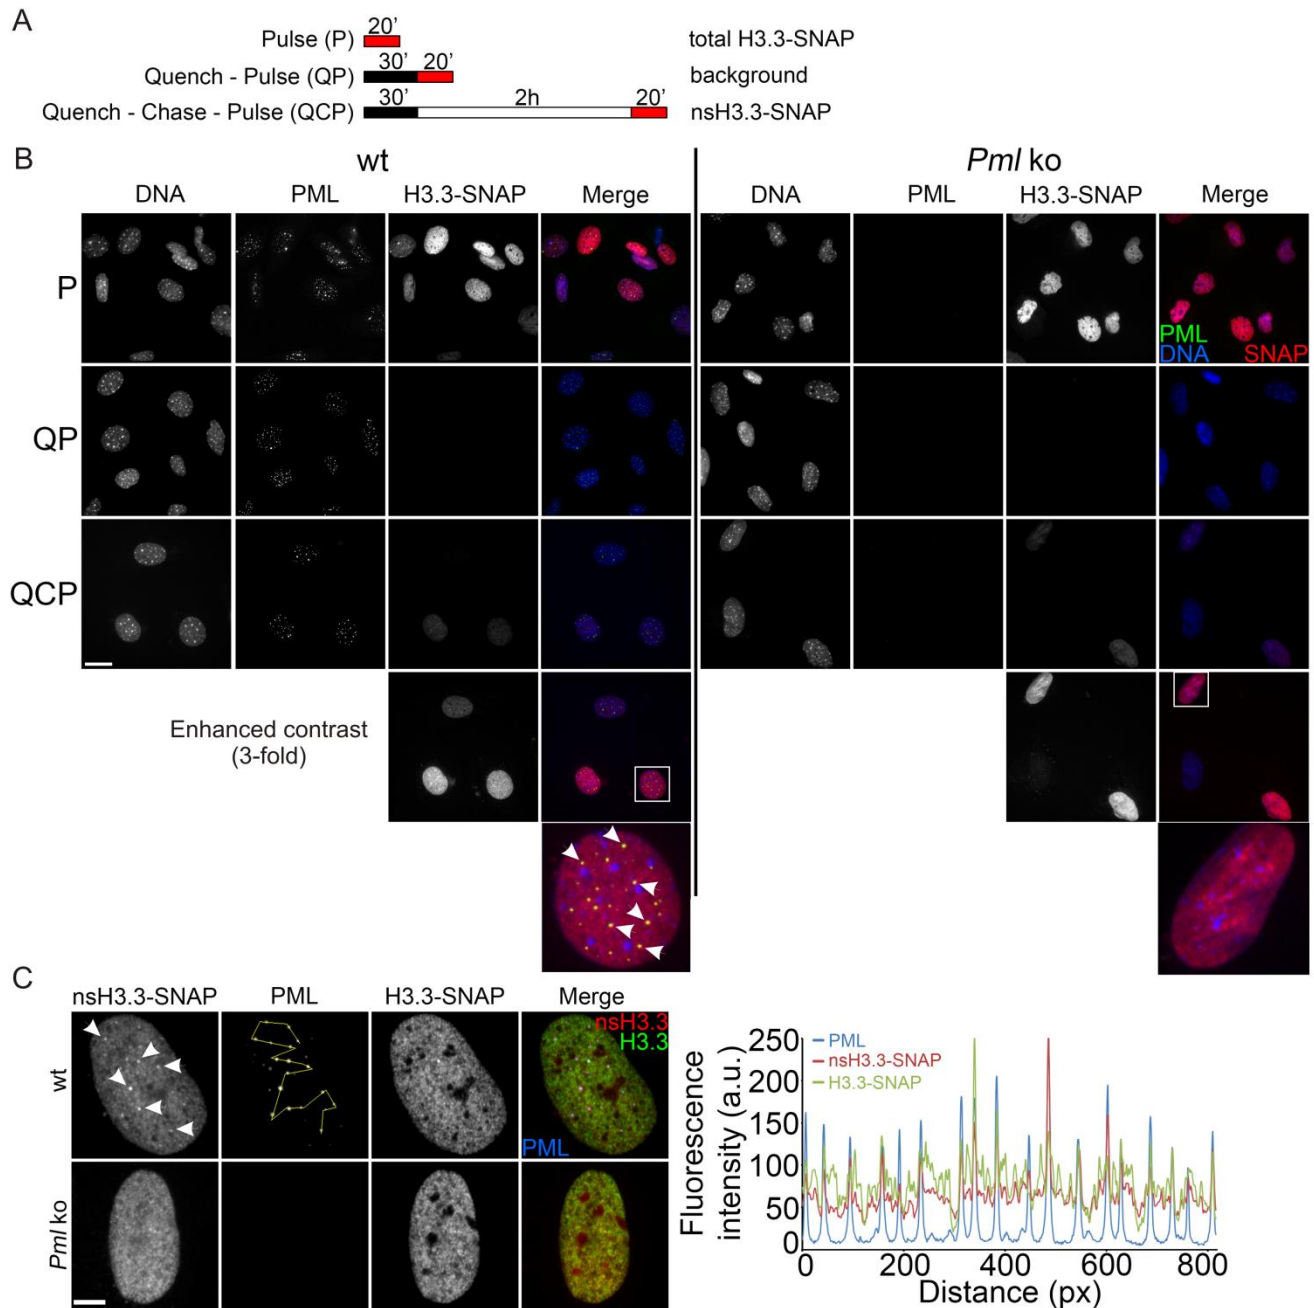 A
Pulse (P) 20' total H3.3-SNAP
Quench - Pulse (QP) 30' 20' background
Quench - Chase - Pulse (QCP) 30' 2h 20' nsH3.3-SNAP
B
wt Pml ko
DNA PML H3.3-SNAP Merge DNA PML H3.3-SNAP Merge
P
PML
DNA SNAP
QP
QCP
Enhanced contrast
(3-fold)
C
nsH3.3-SNAP PML H3.3-SNAP Merge
wt
nsH3.3
H3.3
PML
Pml ko
Fluorescence
intensity (a.u.)
250
200
150
100
50
0
PML
nsH3.3-SNAP
H3.3-SNAP
0 200 400 600 800
Distance (px)